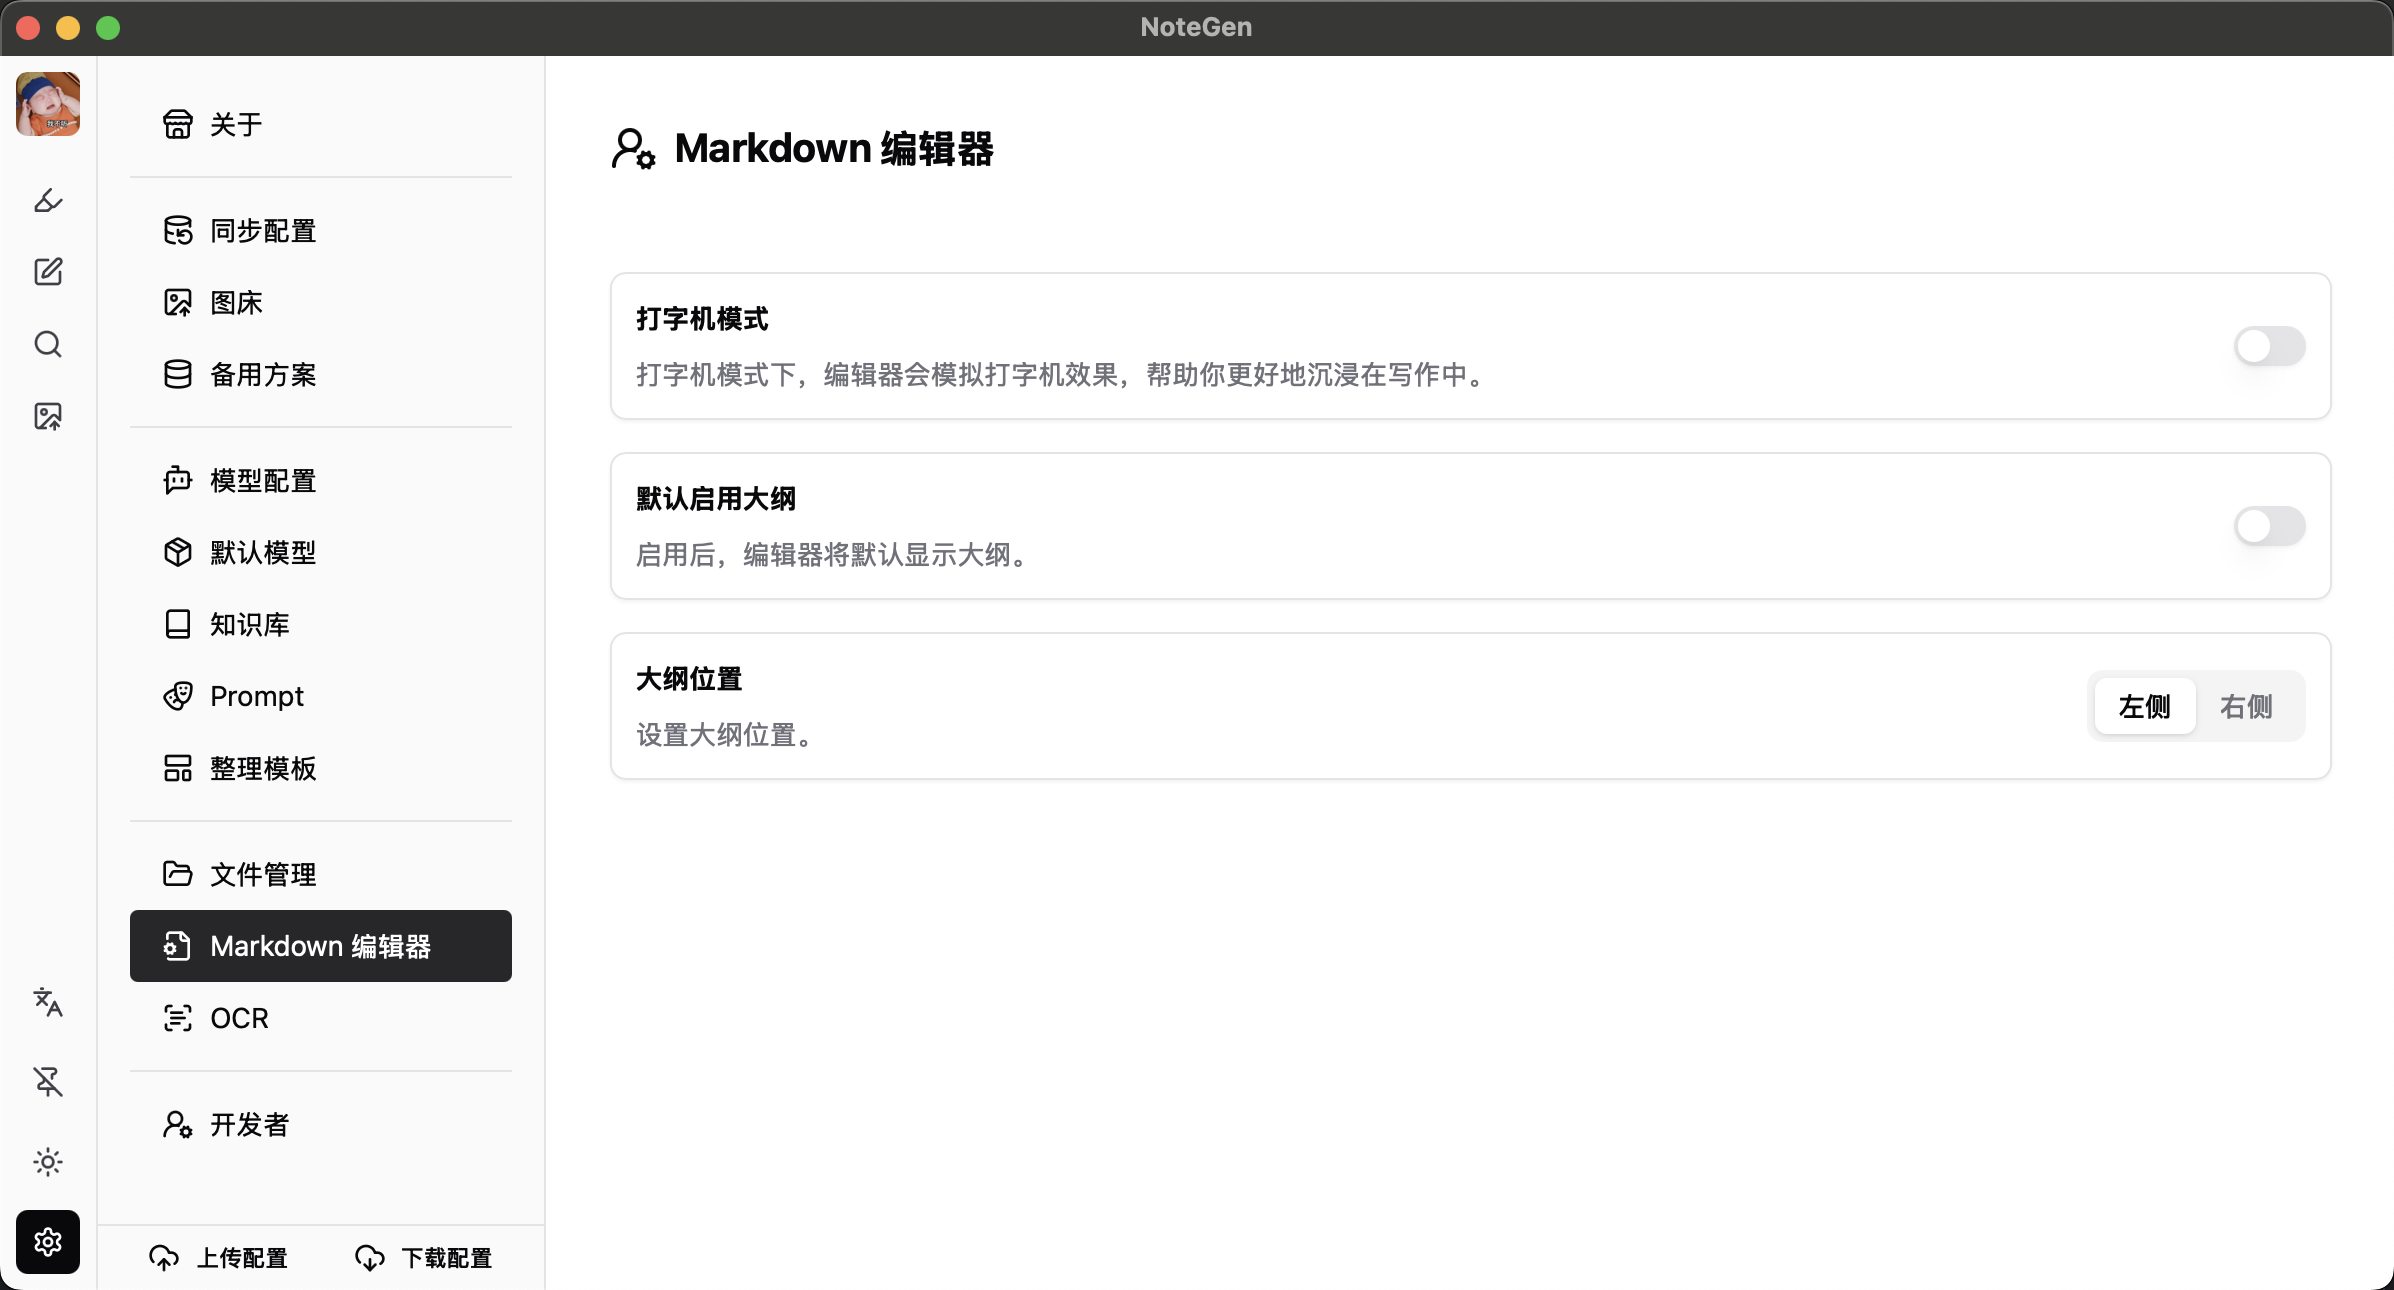 NoteGen
关于
同步配置
图床
备用方案
模型配置
默认模型
知识库
Prompt
整理模板
文件管理
Markdown 编辑器
OCR
开发者
上传配置
下载配置
Markdown 编辑器
打字机模式
打字机模式下，编辑器会模拟打字机效果，帮助你更好地沉浸在写作中。
默认启用大纲
启用后，编辑器将默认显示大纲。
大纲位置
设置大纲位置。
左侧
右侧